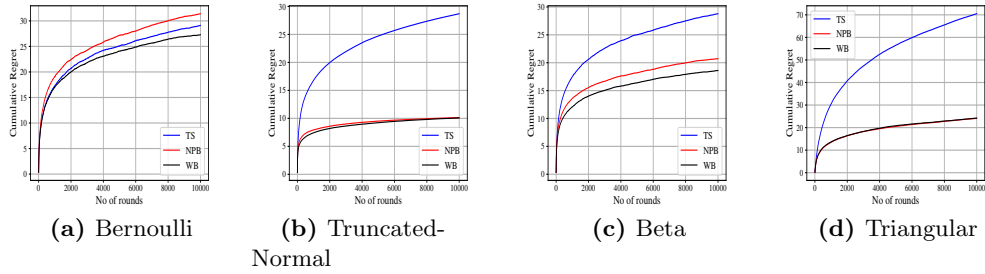 Cumulative Regret
30
25
20
15
10
5
0
TS
NPB
WB
0 2000 4000 6000 8000 10000
No of rounds
(a) Bernoulli
Cumulative Regret
30
25
20
15
10
5
0
TS
NPB
WB
0 2000 4000 6000 8000 10000
No of rounds
(b) Truncated-
Normal
Cumulative Regret
30
25
20
15
10
5
0
TS
NPB
WB
0 2000 4000 6000 8000 10000
No of rounds
(c) Beta
Cumulative Regret
70
60
50
40
30
20
10
0
TS
NPB
WB
0 2000 4000 6000 8000 10000
No of rounds
(d) Triangular